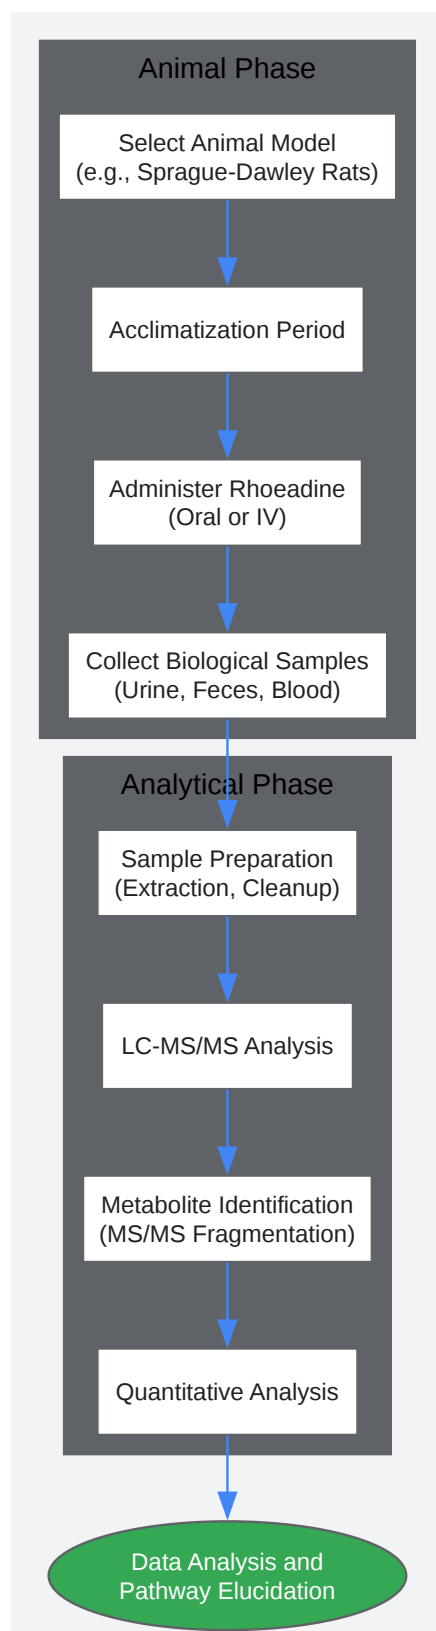 Animal Phase
Select Animal Model
(e.g., Sprague-Dawley Rats)
Acclimatization Period
Administer Rhoeadine
(Oral or IV)
Collect Biological Samples
(Urine, Feces, Blood)
Analytical Phase
Sample Preparation
(Extraction, Cleanup)
LC-MS/MS Analysis
Metabolite Identification
(MS/MS Fragmentation)
Quantitative Analysis
Data Analysis and
Pathway Elucidation